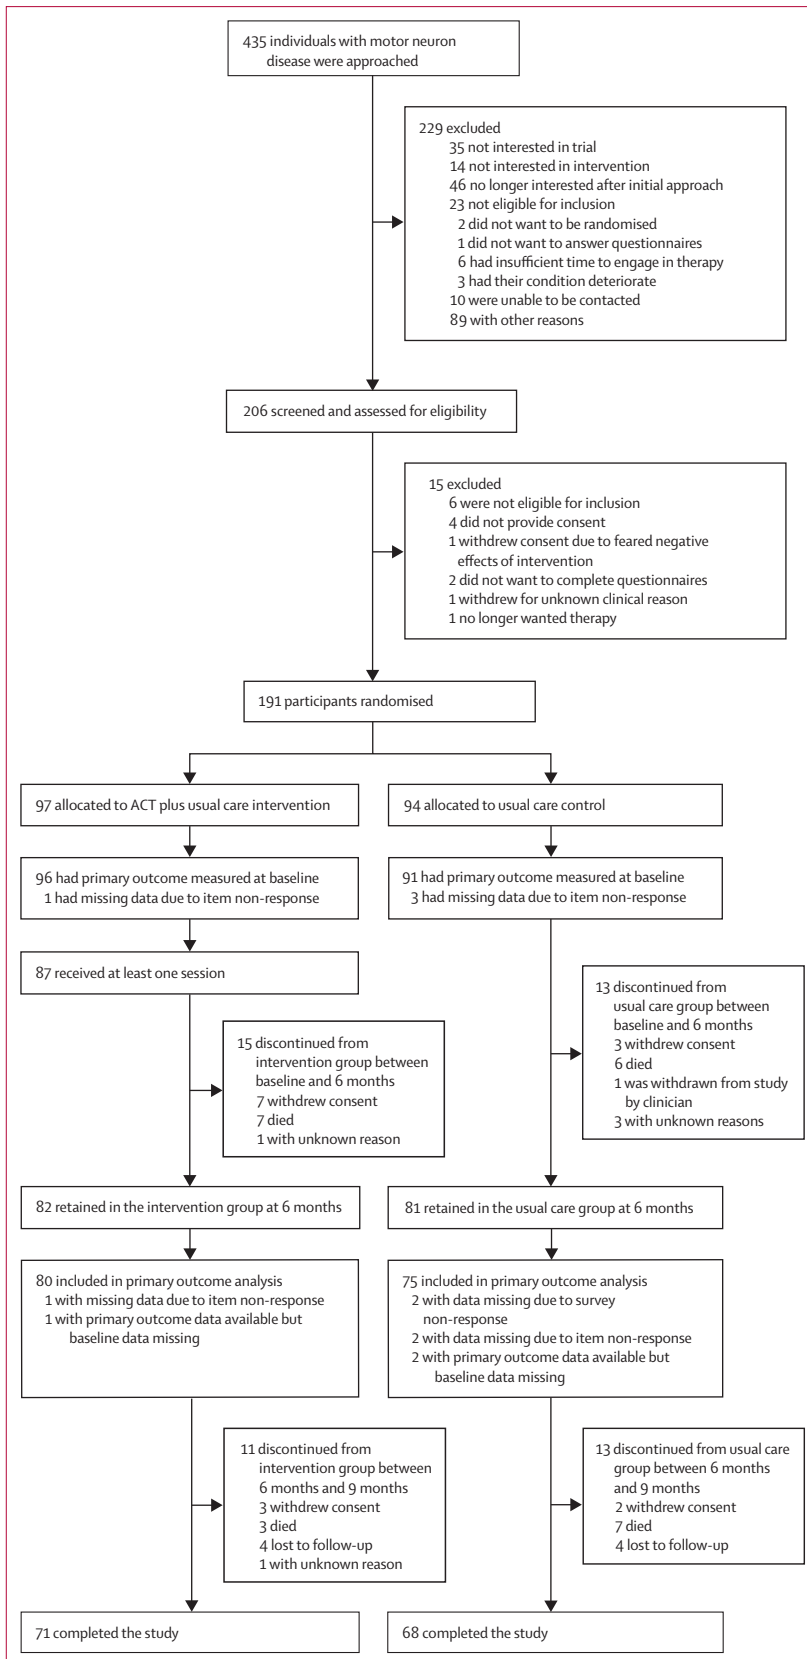 435 individuals with motor neuron
disease were approached
229 excluded
35 not interested in trial
14 not interested in intervention
46 no longer interested after initial approach
23 not eligible for inclusion
2 did not want to be randomised
1 did not want to answer questionnaires
6 had insufficient time to engage in therapy
3 had their condition deteriorate
10 were unable to be contacted
89 with other reasons
206 screened and assessed for eligibility
15 excluded
6 were not eligible for inclusion
4 did not provide consent
1 withdrew consent due to feared negative
effects of intervention
2 did not want to complete questionnaires
1 withdrew for unknown clinical reason
1 no longer wanted therapy
191 participants randomised
97 allocated to ACT plus usual care intervention
94 allocated to usual care control
96 had primary outcome measured at baseline
1 had missing data due to item non-response
91 had primary outcome measured at baseline
3 had missing data due to item non-response
87 received at least one session
15 discontinued from
intervention group between
baseline and 6 months
7 withdrew consent
7 died
1 with unknown reason
13 discontinued from
usual care group between
baseline and 6 months
3 withdrew consent
6 died
1 was withdrawn from study
by clinician
3 with unknown reasons
82 retained in the intervention group at 6 months
81 retained in the usual care group at 6 months
80 included in primary outcome analysis
1 with missing data due to item non-response
1 with primary outcome data available but
baseline data missing
75 included in primary outcome analysis
2 with data missing due to survey
non-response
2 with data missing due to item non-response
2 with primary outcome data available but
baseline data missing
11 discontinued from
intervention group between
6 months and 9 months
3 withdrew consent
3 died
4 lost to follow-up
1 with unknown reason
13 discontinued from usual care
group between 6 months
and 9 months
2 withdrew consent
7 died
4 lost to follow-up
71 completed the study
68 completed the study